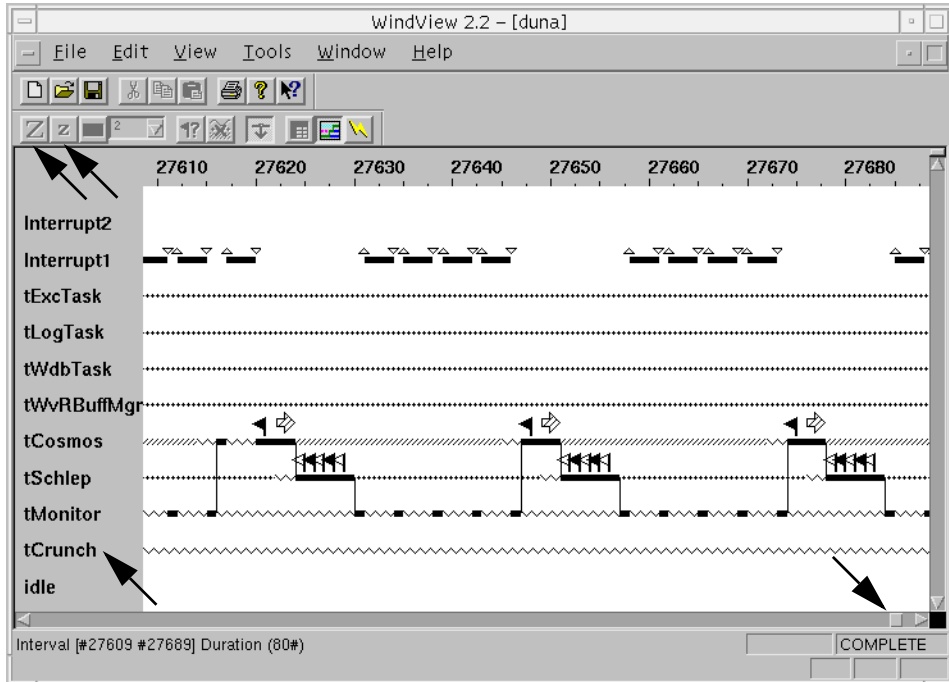 WindView 2.2 – [duna]
File Edit View Tools Window Help
Z z 2
27610 27620 27630 27640 27650 27660 27670 27680
Interrupt2
Interrupt1
tExcTask
tLogTask
tWdbTask
tWvRBuffMgr
tCosmos
tSchlep
tMonitor
tCrunch
idle
Interval [#27609 #27689] Duration (80#)
COMPLETE